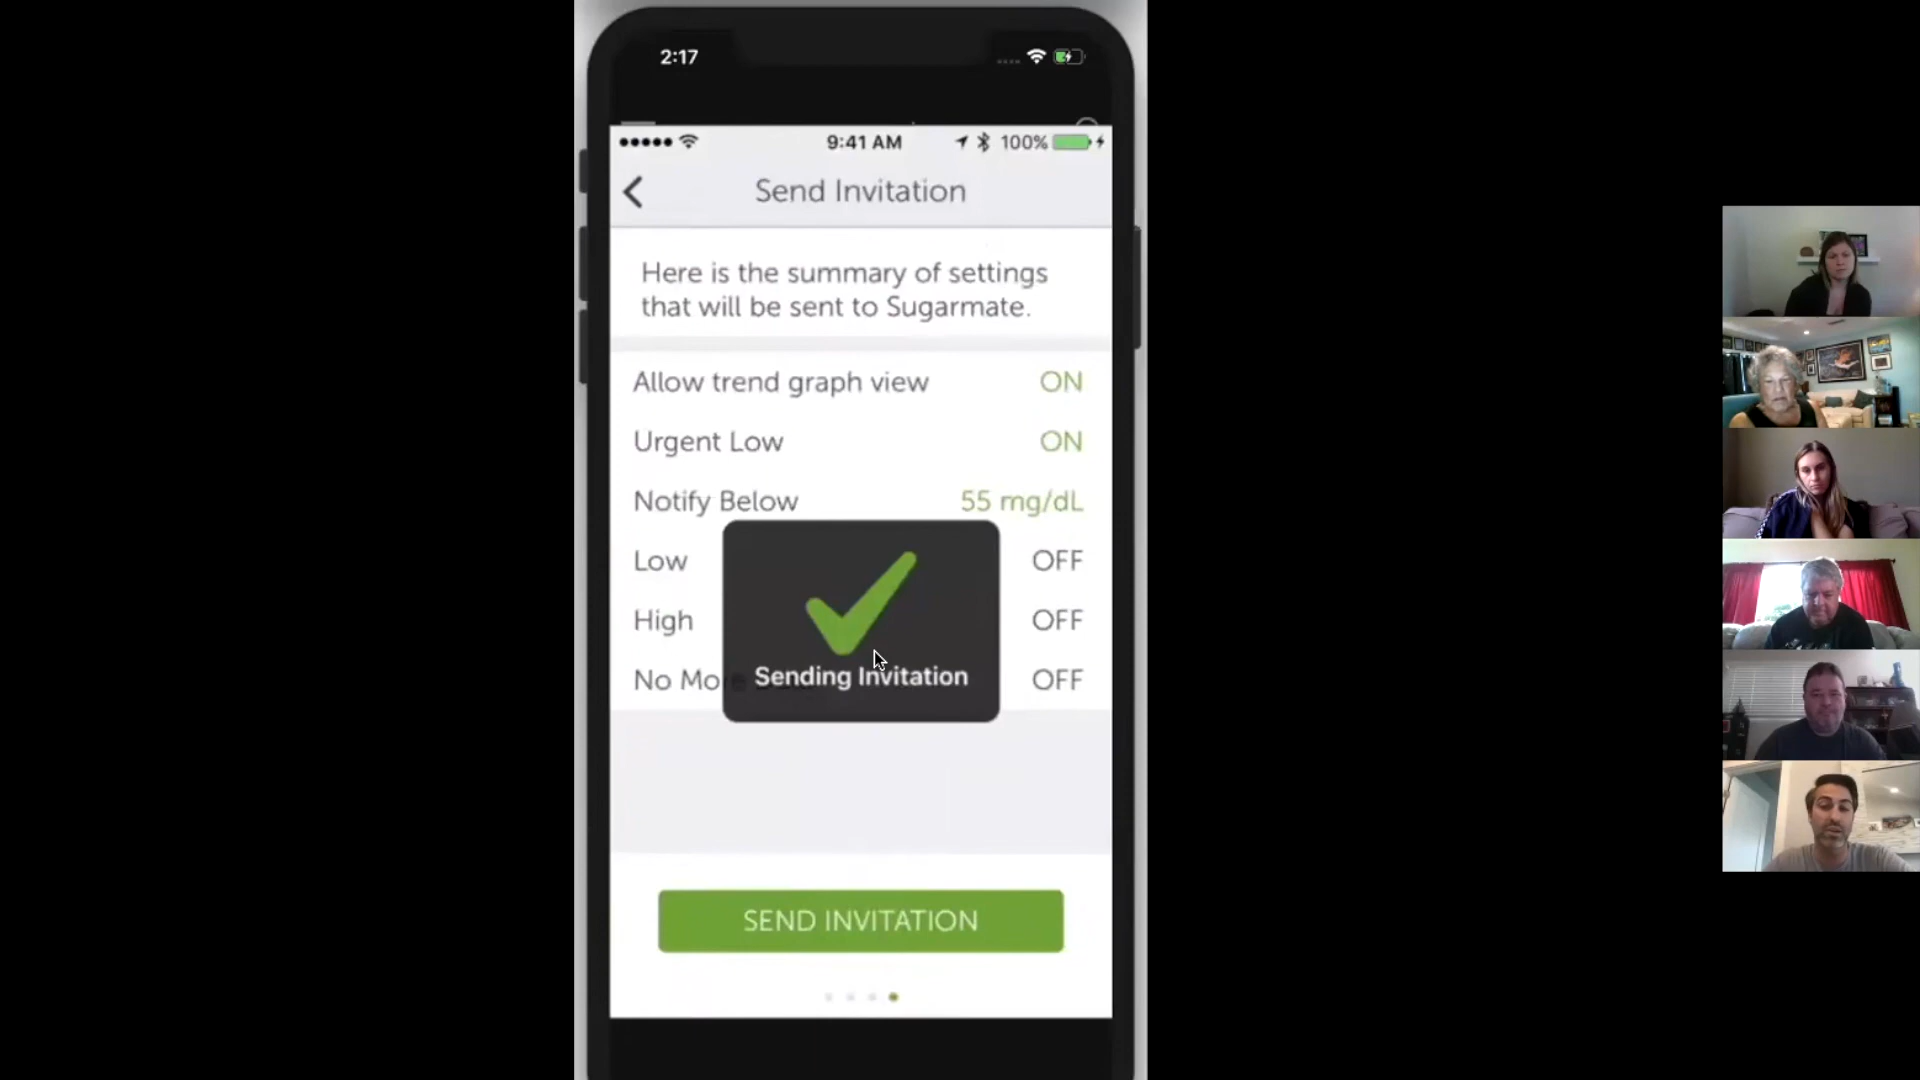 2:17
9:41 AM
100%
Send Invitation
Here is the summary of settings
that will be sent to Sugarmate.
Allow trend graph view ON
Urgent Low ON
Notify Below 55 mg/dL
Low OFF
High OFF
No Mo OFF
Sending Invitation
SEND INVITATION